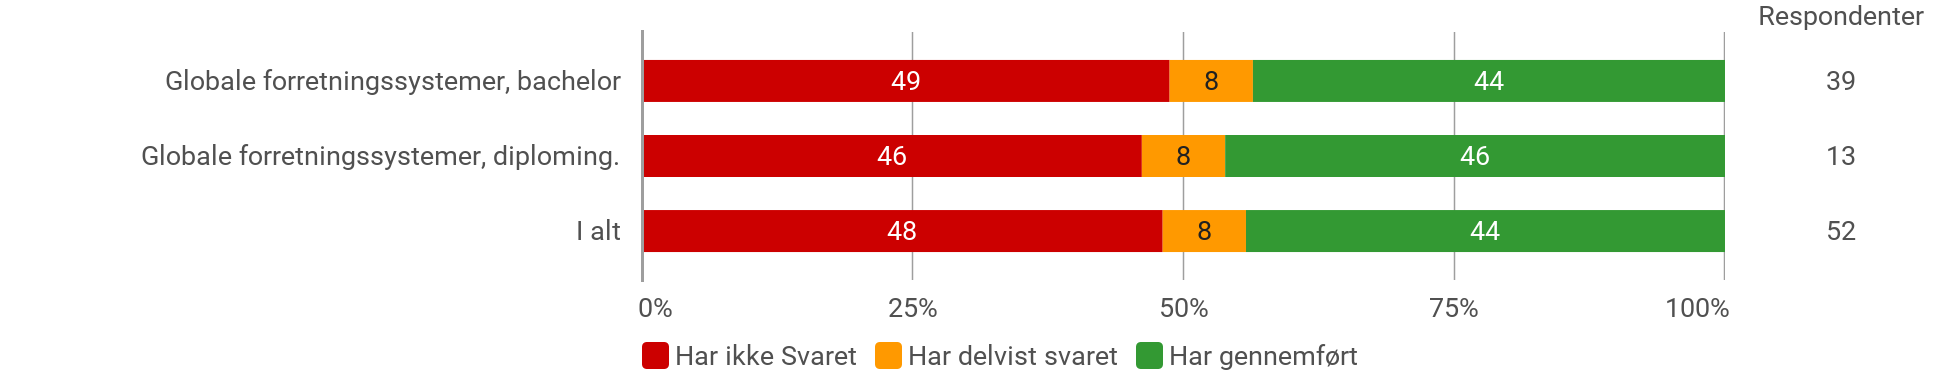 Respondenter
Globale forretningssystemer, bachelor 49 8 44 39
Globale forretningssystemer, diploming. 46 8 46 13
I alt 48 8 44 52
0% 25% 50% 75% 100%
Har ikke Svaret Har delvist svaret Har gennemført